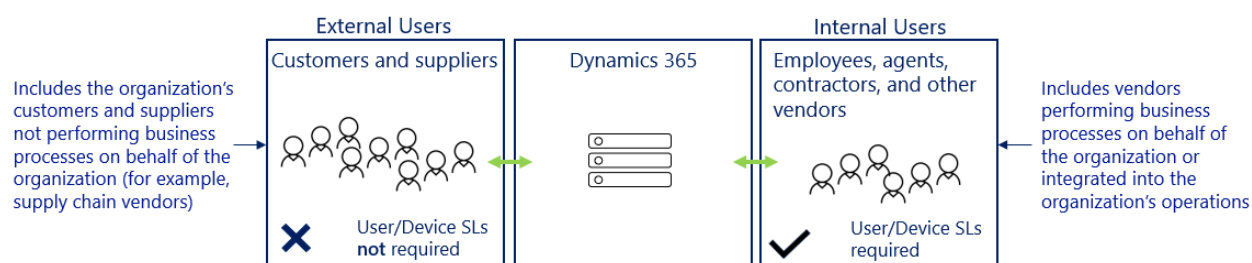 External Users
Internal Users
Includes the organization's
customers and suppliers
not performing business
processes on behalf of the
organization (for example,
supply chain vendors)
Customers and suppliers
User/Device SLs
not required
Dynamics 365
Employees, agents,
contractors, and other
vendors
User/Device SLs
required
Includes vendors
performing business
processes on behalf of
the organization or
integrated into the
organization's operations